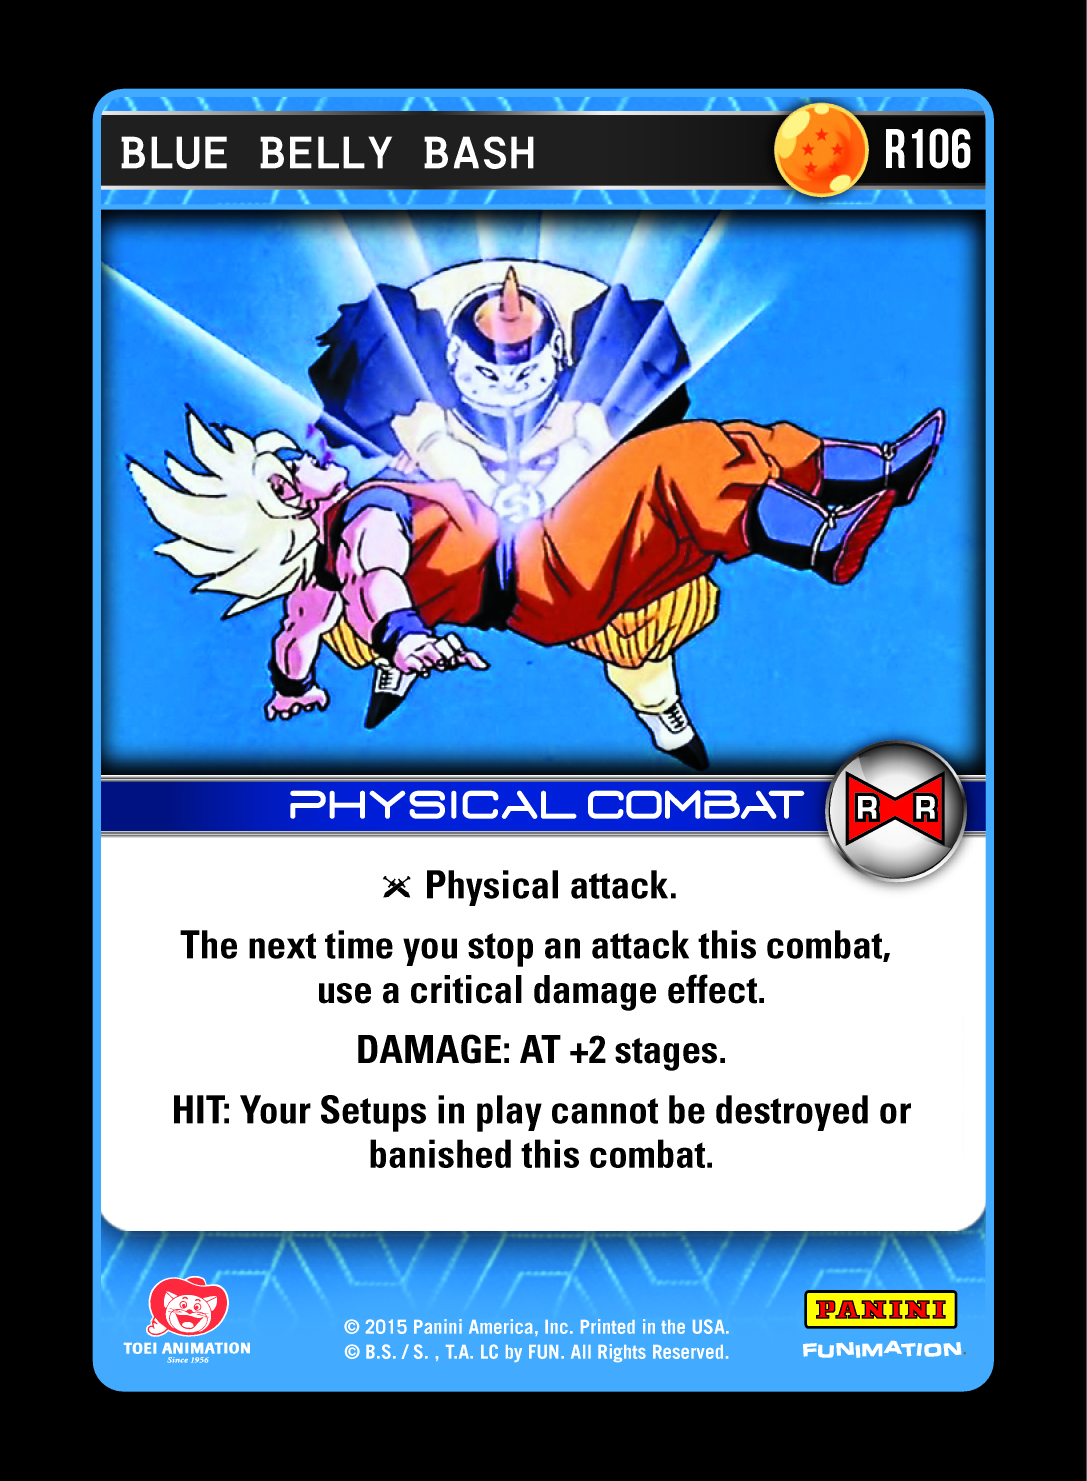 BLUE BELLY BASH
R106
PHYSICAL COMBAT
R R
Physical attack.
The next time you stop an attack this combat,
use a critical damage effect.
DAMAGE: AT +2 stages.
HIT: Your Setups in play cannot be destroyed or
banished this combat.
TOEI ANIMATION
Since 1956
© 2015 Panini America, Inc. Printed in the USA.
© B.S. / S. , T.A. LC by FUN. All Rights Reserved.
PANINI
FUNIMATION